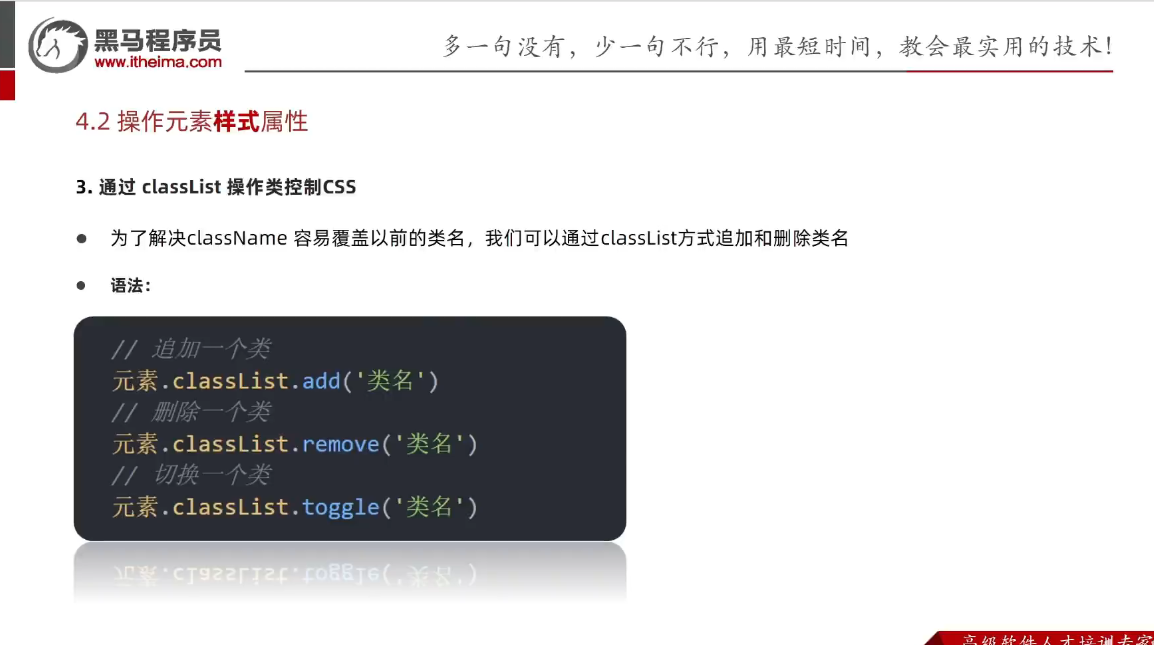 黑马程序员
www.itheima.com
多一句没有，少一句不行，用最短时间，教会最实用的技术！
4.2 操作元素样式属性
3. 通过 classList 操作类控制CSS
● 为了解决className 容易覆盖以前的类名，我们可以通过classList方式追加和删除类名
● 语法：
// 追加一个类
元素.classList.add('类名')
// 删除一个类
元素.classList.remove('类名')
// 切换一个类
元素.classList.toggle('类名')
高级软件人才培训专家